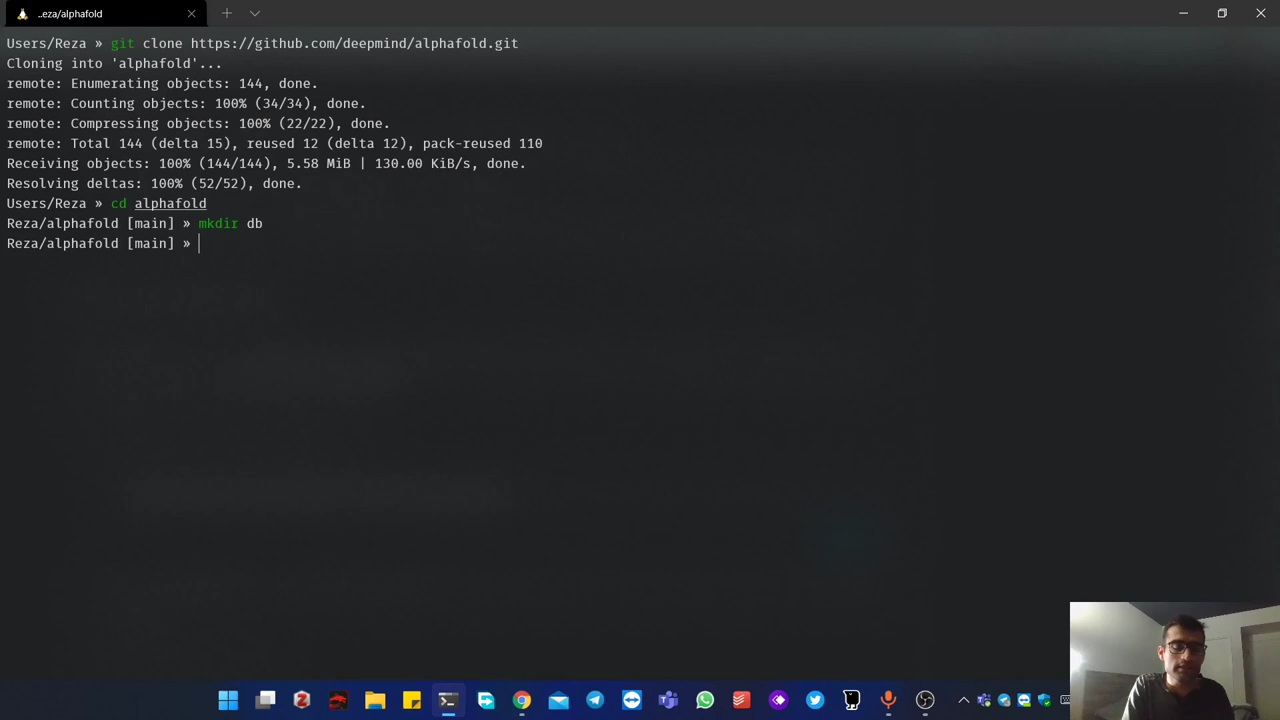 ..eza/alphafold
Users/Reza » git clone https://github.com/deepmind/alphafold.git
Cloning into 'alphafold'...
remote: Enumerating objects: 144, done.
remote: Counting objects: 100% (34/34), done.
remote: Compressing objects: 100% (22/22), done.
remote: Total 144 (delta 15), reused 12 (delta 12), pack-reused 110
Receiving objects: 100% (144/144), 5.58 MiB | 130.00 KiB/s, done.
Resolving deltas: 100% (52/52), done.
Users/Reza » cd alphafold
Reza/alphafold [main] » mkdir db
Reza/alphafold [main] »